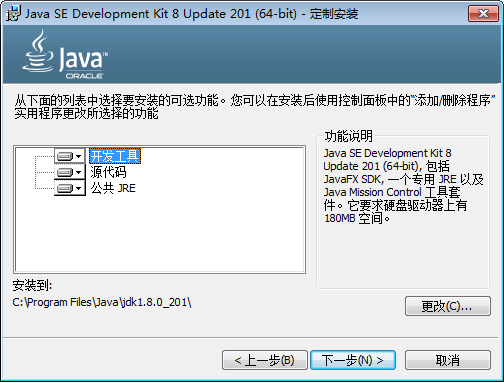 Java SE Development Kit 8 Update 201 (64-bit) - 定制安装
Java
ORACLE
从下面的列表中选择要安装的可选功能。您可以在安装后使用控制面板中的“添加/删除程序”
实用程序更改所选择的功能
开发工具
源代码
公共 JRE
功能说明
Java SE Development Kit 8
Update 201 (64-bit), 包括
JavaFX SDK, 一个专用 JRE 以及
Java Mission Control 工具套
件。它要求硬盘驱动器上有
180MB 空间。
安装到:
C:\Program Files\Java\jdk1.8.0_201\
更改(C)...
< 上一步(B)
下一步(N) >
取消